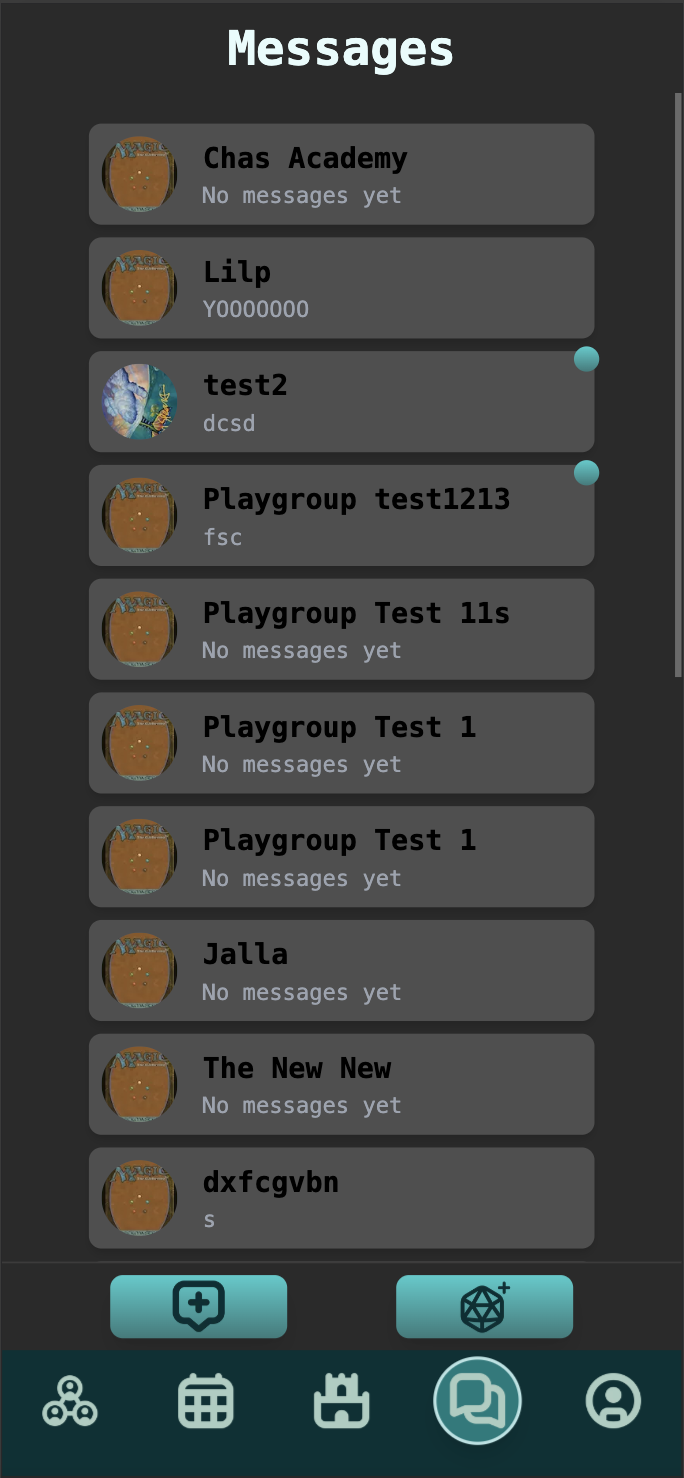 Messages
Chas Academy
No messages yet
Lilp
YOOOOOOO
test2
dcsd
Playgroup test1213
fsc
Playgroup Test 11s
No messages yet
Playgroup Test 1
No messages yet
Playgroup Test 1
No messages yet
Jalla
No messages yet
The New New
No messages yet
dxfcgvbn
s